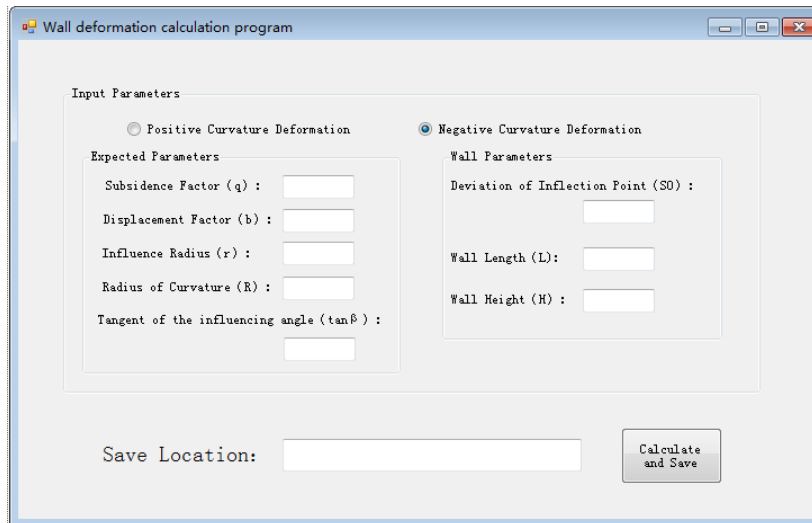 Wall deformation calculation program
Input Parameters
Positive Curvature Deformation
Negative Curvature Deformation
Expected Parameters
Subsidence Factor (q) :
Displacement Factor (b) :
Influence Radius (r) :
Radius of Curvature (R) :
Tangent of the influencing angle (tanβ) :
Wall Parameters
Deviation of Inflection Point (S0) :
Wall Length (L):
Wall Height (H) :
Save Location:
Calculate
and Save